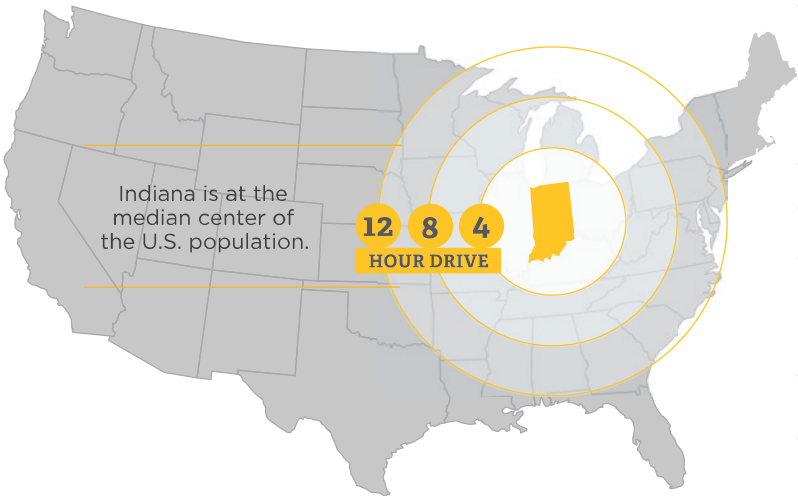 Indiana is at the
median center of
the U.S. population.
12 8 4
HOUR DRIVE